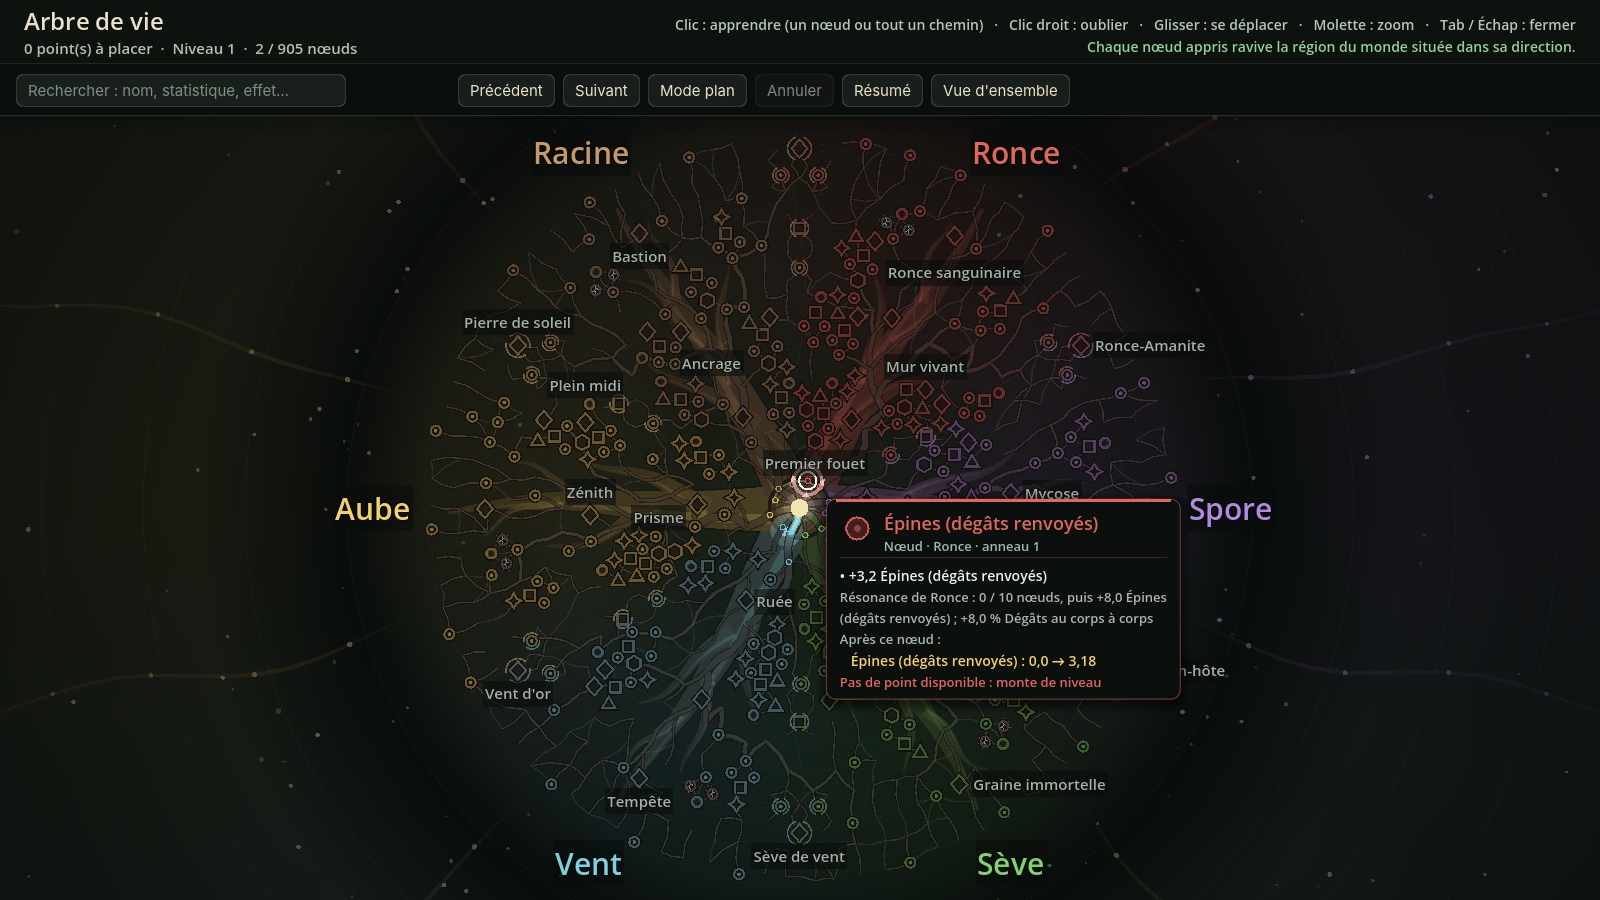 Arbre de vie
0 point(s) à placer · Niveau 1 · 2 / 905 nœuds
Clic : apprendre (un nœud ou tout un chemin) · Clic droit : oublier · Glisser : se déplacer · Molette : zoom · Tab / Échap : fermer
Chaque nœud appris ravive la région du monde située dans sa direction.
Rechercher : nom, statistique, effet...
Précédent
Suivant
Mode plan
Annuler
Résumé
Vue d'ensemble
Racine
Ronce
Bastion
Ronce sanguinaire
Pierre de soleil
Ronce-Amanite
Ancrage
Mur vivant
Plein midi
Premier fouet
Zénith
Mycose
Aube
Spore
Prisme
Épines (dégâts renvoyés)
Nœud · Ronce · anneau 1
• +3,2 Épines (dégâts renvoyés)
Résonance de Ronce : 0 / 10 nœuds, puis +8,0 Épines
(dégâts renvoyés) ; +8,0 % Dégâts au corps à corps
Après ce nœud :
Épines (dégâts renvoyés) : 0,0 → 3,18
Pas de point disponible : monte de niveau
Ruée
n-hôte
Vent d'or
Graine immortelle
Tempête
Sève de vent
Vent
Sève